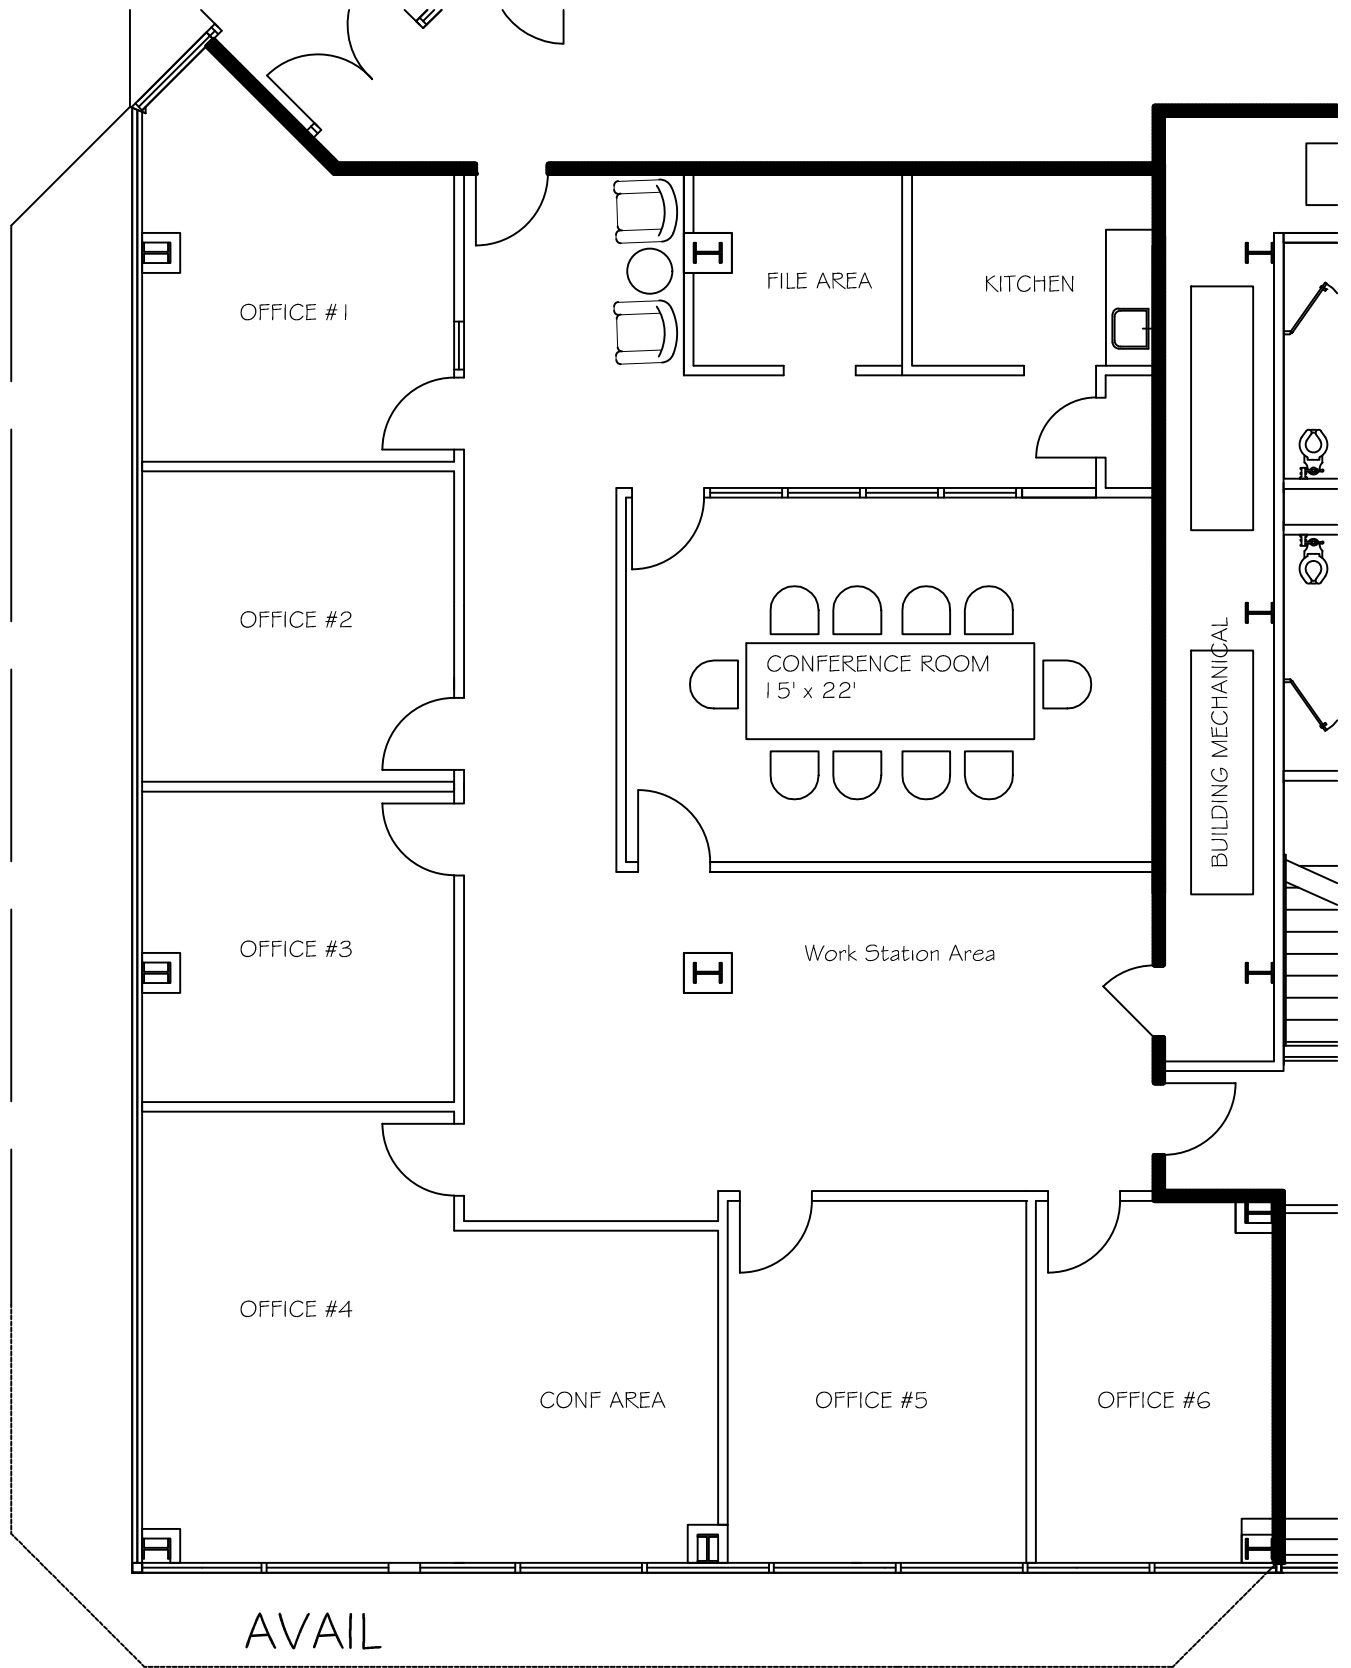 FILE AREA
KITCHEN
OFFICE #1
OFFICE #2
CONFERENCE ROOM
15' x 22'
BUILDING MECHANICAL
OFFICE #3
Work Station Area
OFFICE #4
CONF AREA
OFFICE #5
OFFICE #6
AVAIL